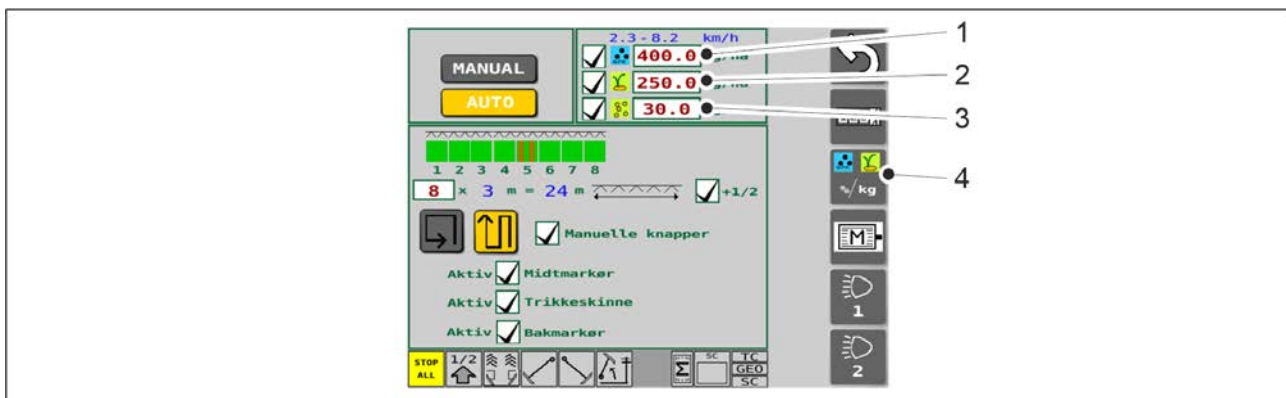 2.3-8.2 km/h
400.0
MANUAL
250.0
AUTO
30.0
1 2 3 4 5 6 7 8
8 x 3 m = 24 m +1/2
Manuelle knapper
Aktiv Midtmarkør
Aktiv Trikkeskinne
Aktiv Bakmarkør
STOP
ALL
1/2
Σ
SC
TC
GEO
SC
%/kg
M
1
2
1
2
3
4